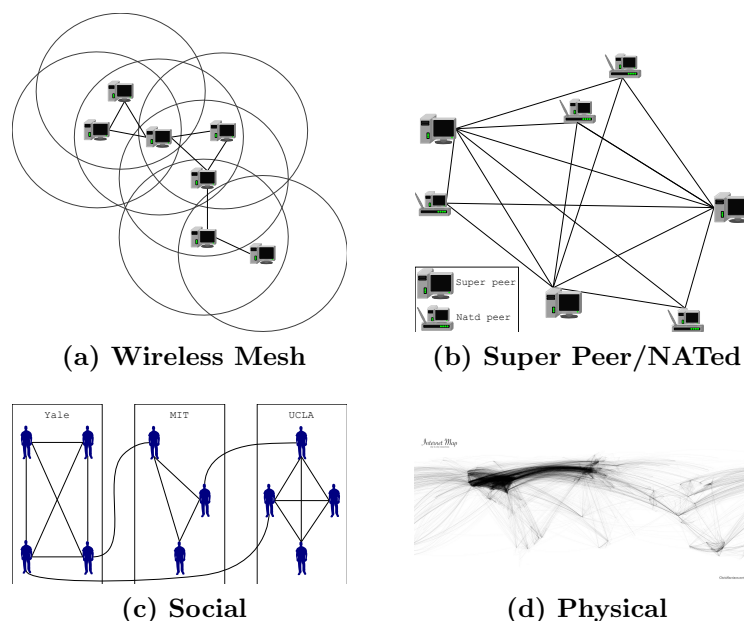 (a) Wireless Mesh
Super peer
Natd peer
(b) Super Peer/NATed
Yale
MIT
UCLA
(c) Social
Internet Map
(d) Physical